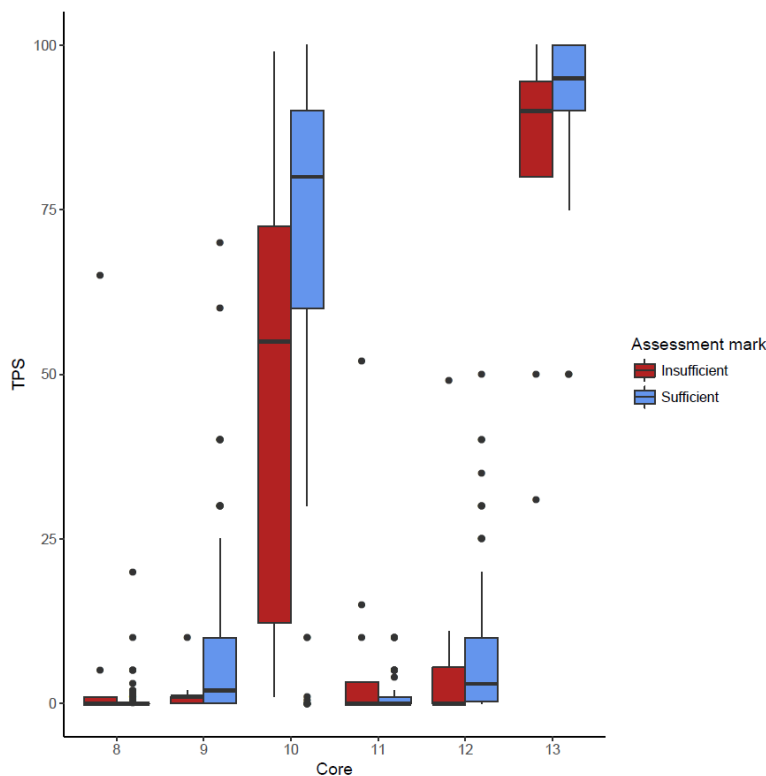 100
75
50
25
0
TPS
8 9 10 11 12 13
Core
Assessment mark
Insufficient
Sufficient